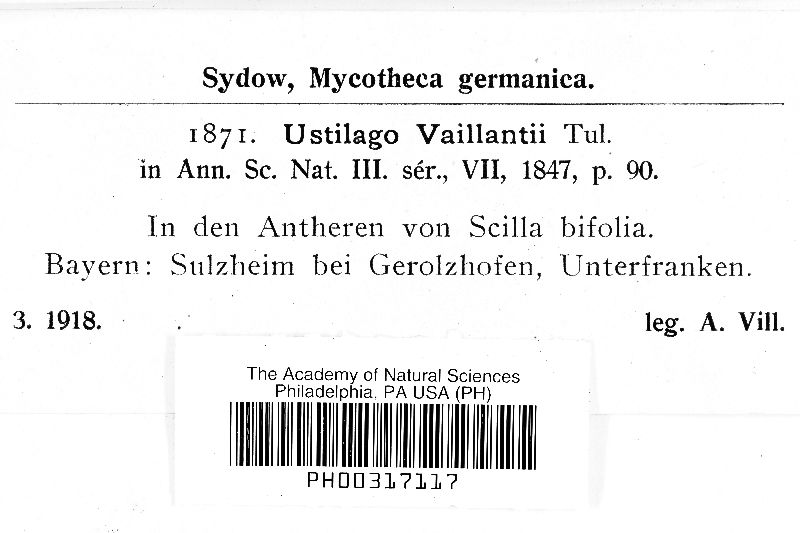 Sydow, Mycotheca germanica.
1871. Ustilago Vaillantii Tul.
in Ann. Sc. Nat. III. sér., VII, 1847, p. 90.
In den Antheren von Scilla bifolia.
Bayern: Sulzheim bei Gerolzhofen, Unterfranken.
3. 1918. leg. A. Vill.
The Academy of Natural Sciences
Philadelphia, PA USA (PH)
PH00317117